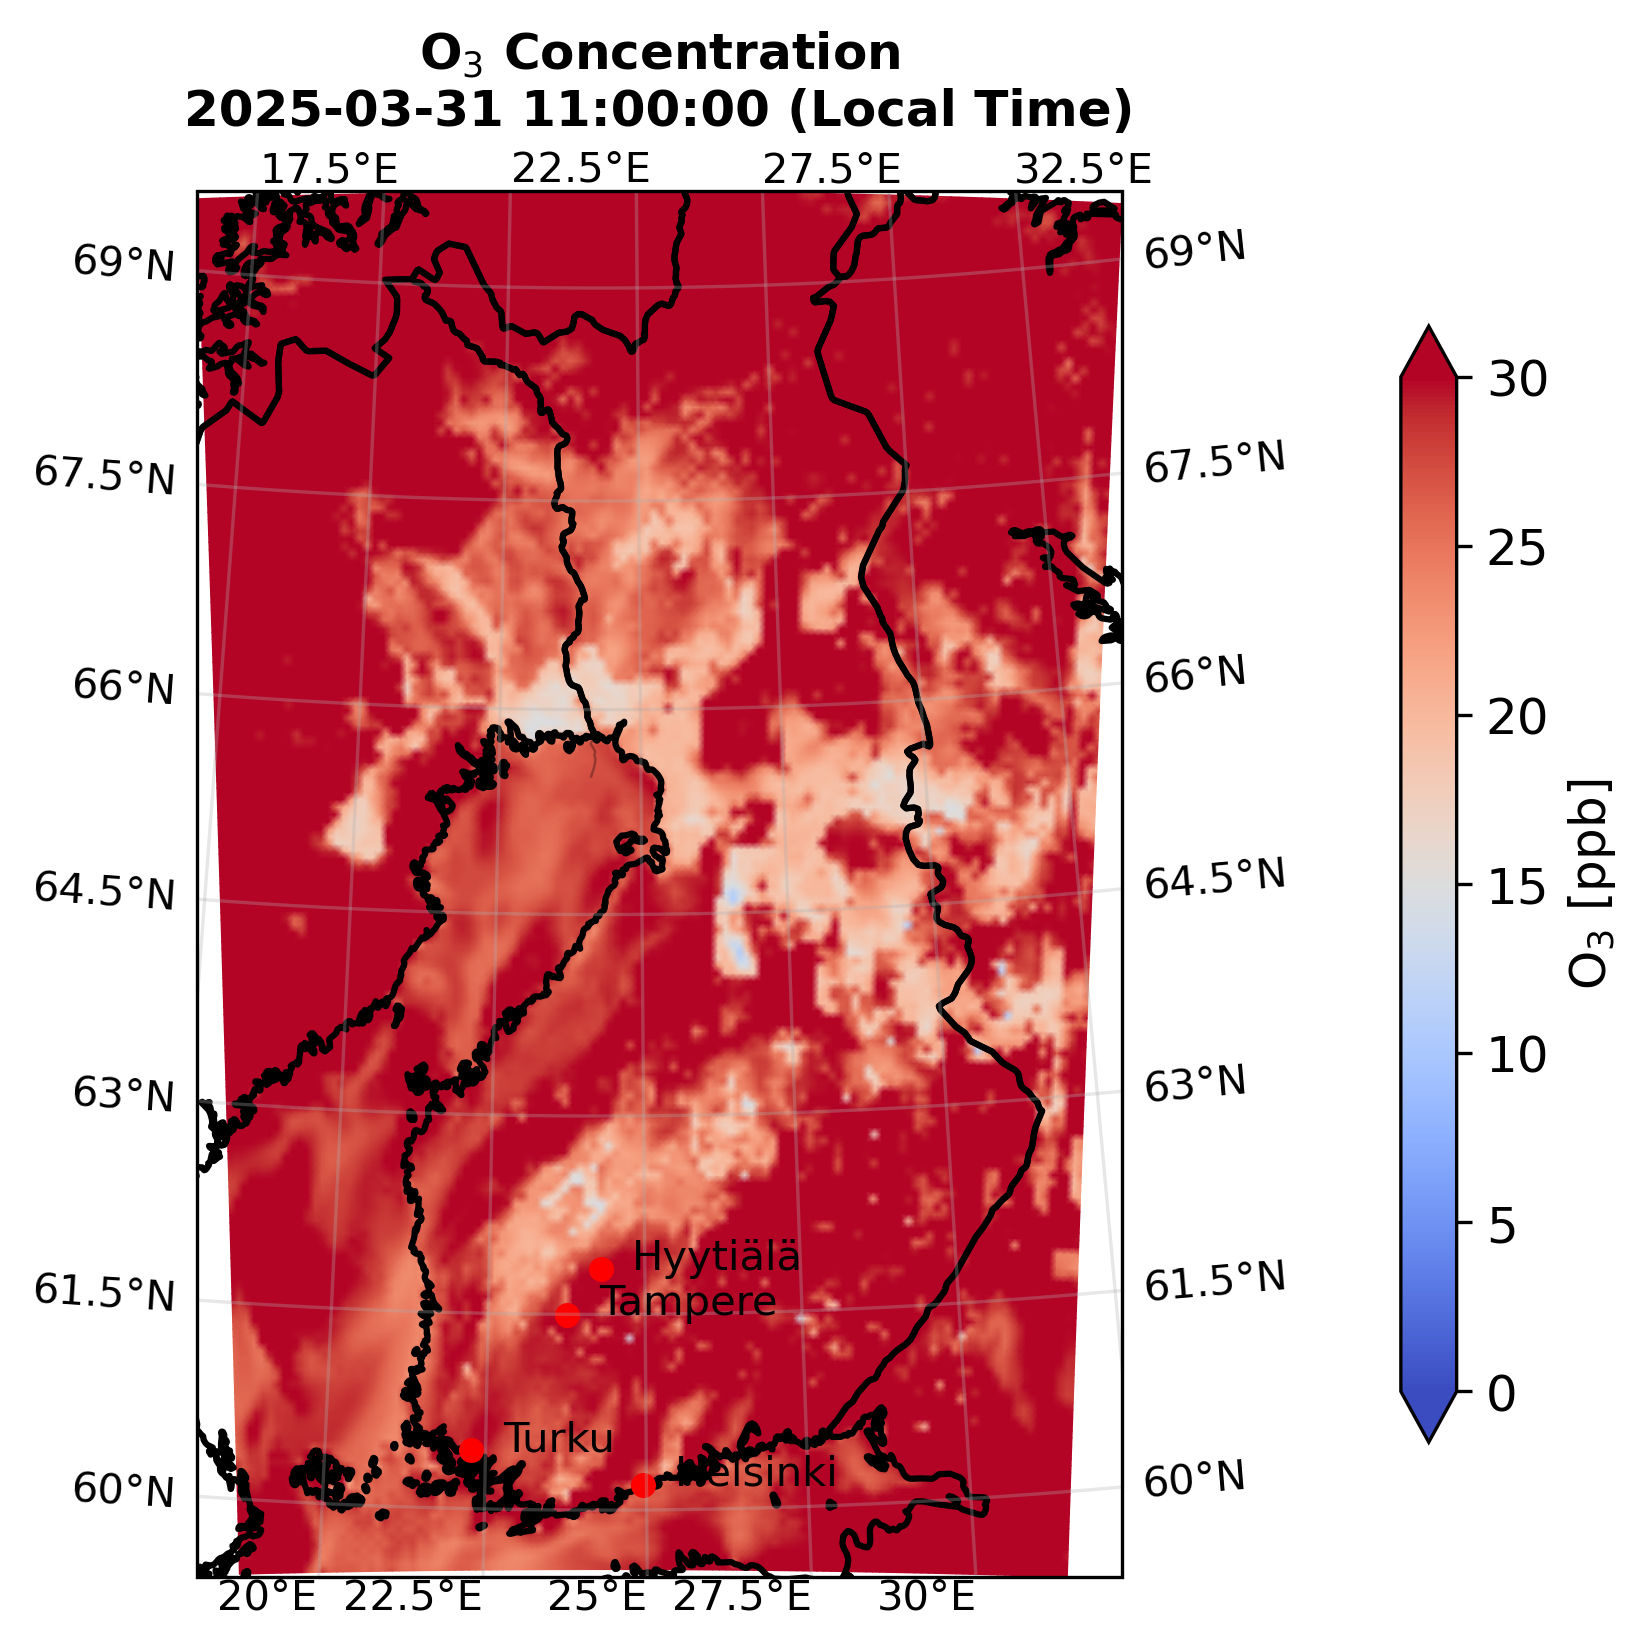 O₃ Concentration
2025-03-31 11:00:00 (Local Time)
17.5°E 22.5°E 27.5°E 32.5°E
69°N 69°N
67.5°N 67.5°N
66°N 66°N
64.5°N 64.5°N
63°N 63°N
61.5°N 61.5°N
60°N 60°N
Hyytiälä
Tampere
Turku
Helsinki
20°E 22.5°E 25°E 27.5°E 30°E
30
25
20
15
10
5
0
O₃ [ppb]